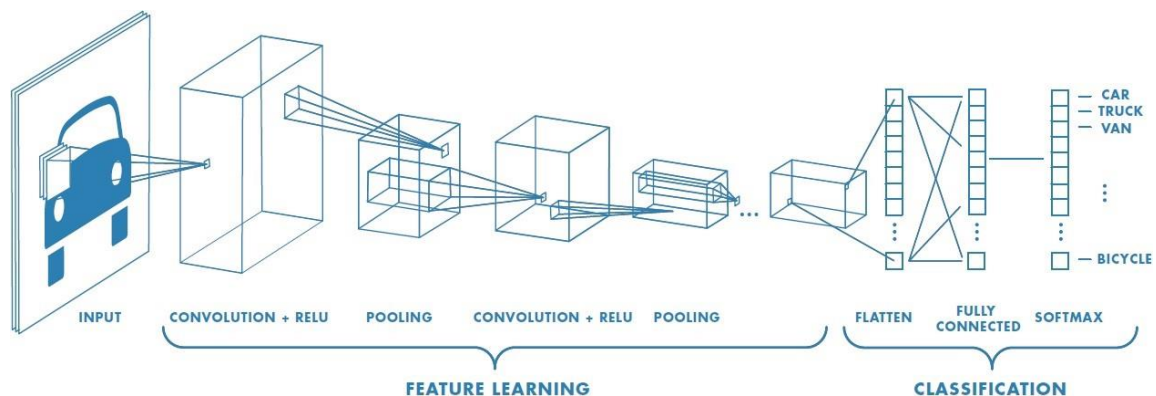 CAR
TRUCK
VAN
BICYCLE
INPUT
CONVOLUTION + RELU
POOLING
CONVOLUTION + RELU
POOLING
FLATTEN
FULLY
CONNECTED
SOFTMAX
FEATURE LEARNING
CLASSIFICATION